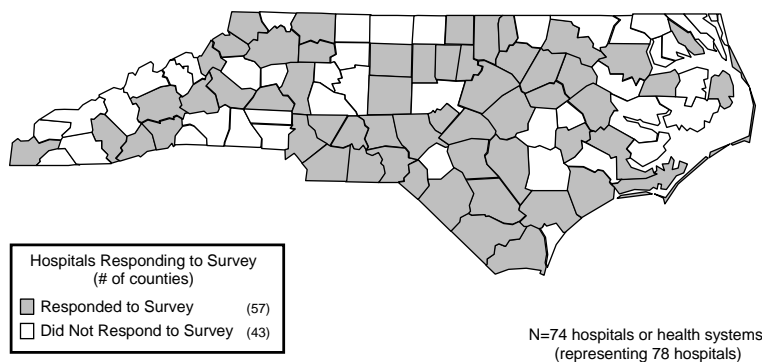 Hospitals Responding to Survey
(# of counties)
Responded to Survey (57)
Did Not Respond to Survey (43)
N=74 hospitals or health systems
(representing 78 hospitals)